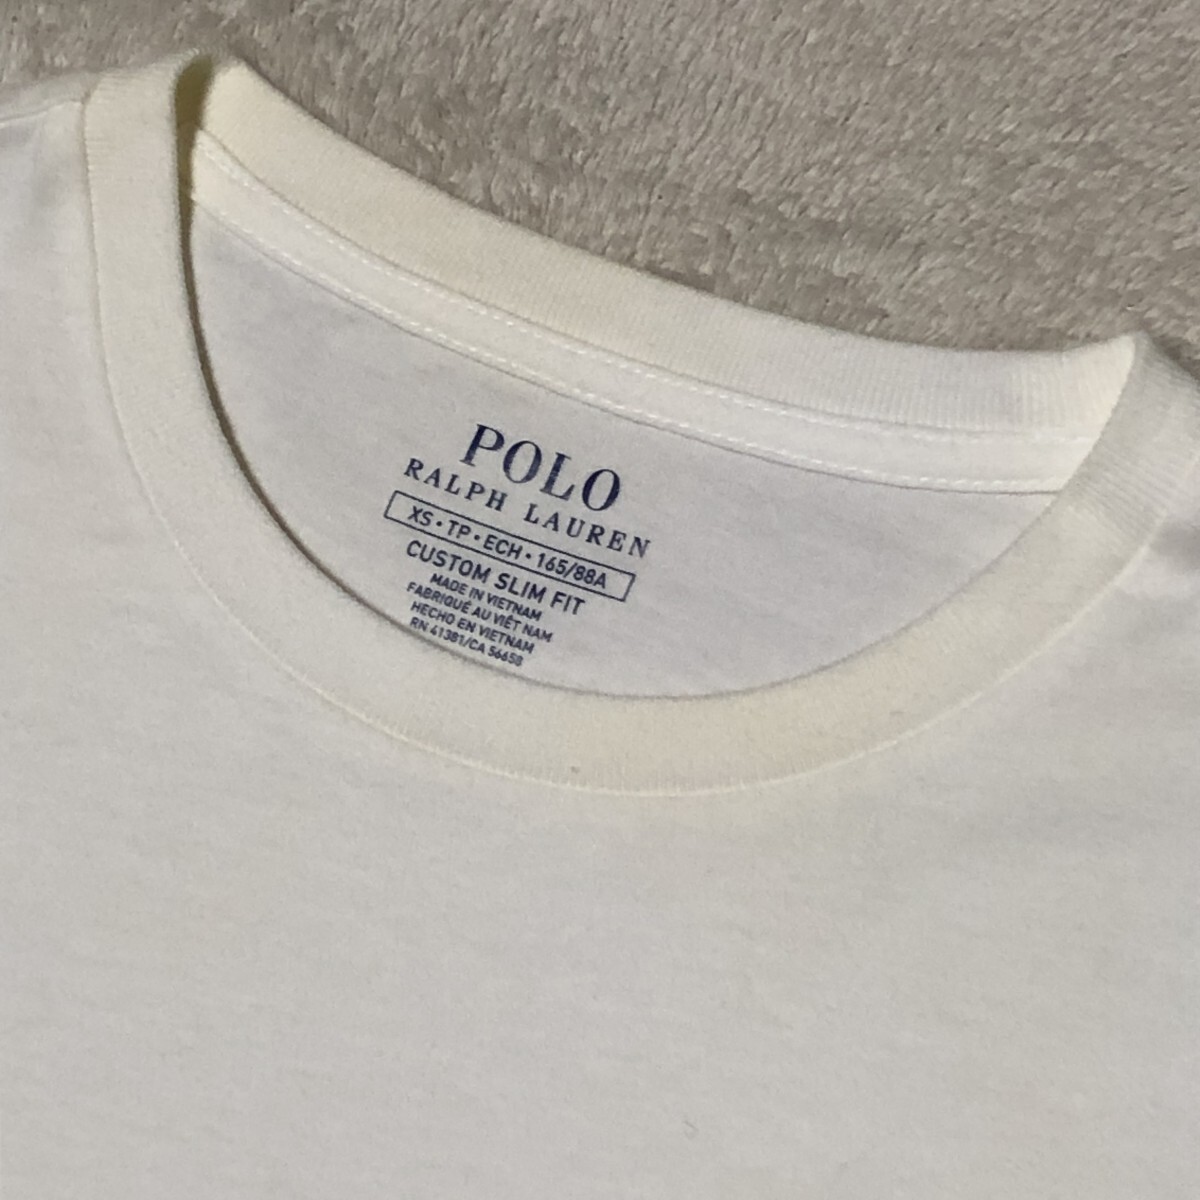 POLO
RALPH LAUREN
XS • TP • ECH • 165/88A
CUSTOM SLIM FIT
MADE IN VIETNAM
FABRIQUÉ AU VIÊT NAM
HECHO EN VIETNAM
RN 41381/CA 56658